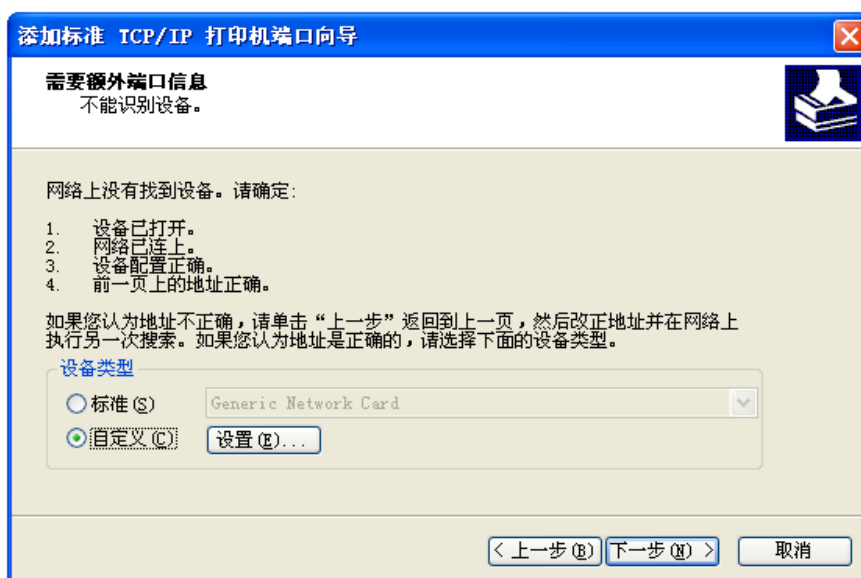 添加标准 TCP/IP 打印机端口向导
需要额外端口信息
不能识别设备。
网络上没有找到设备。请确定:
1. 设备已打开。
2. 网络已连上。
3. 设备配置正确。
4. 前一页上的地址正确。
如果您认为地址不正确，请单击“上一步”返回到上一页，然后改正地址并在网络上
执行另一次搜索。如果您认为地址是正确的，请选择下面的设备类型。
设备类型
标准(S) Generic Network Card
自定义(C) 设置(E)...
< 上一步(B) 下一步(N) > 取消